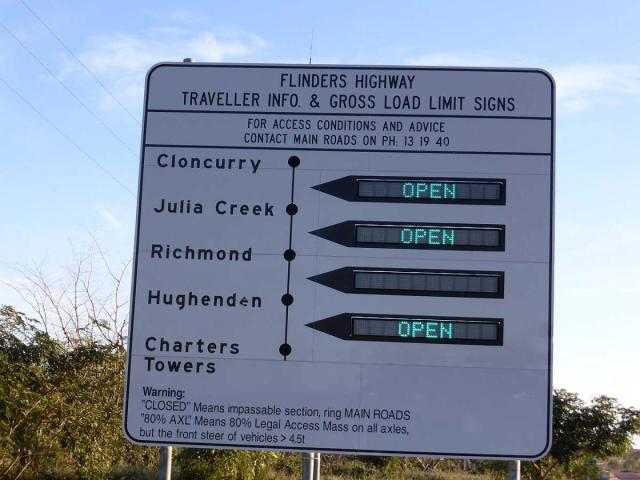 FLINDERS HIGHWAY
TRAVELLER INFO. & GROSS LOAD LIMIT SIGNS
FOR ACCESS CONDITIONS AND ADVICE
CONTACT MAIN ROADS ON PH: 13 19 40
Cloncurry
OPEN
Julia Creek
OPEN
Richmond
Hughenden
OPEN
Charters
Towers
Warning:
"CLOSED" Means impassable section, ring MAIN ROADS
"80% AXL" Means 80% Legal Access Mass on all axles,
but the front steer of vehicles > 4.5t